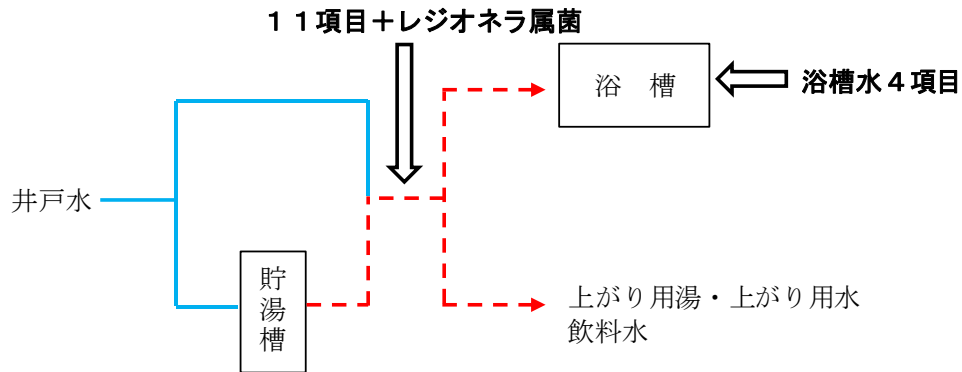 １１項目＋レジオネラ属菌
浴　槽
浴槽水４項目
井戸水
貯湯槽
上がり用湯・上がり用水
飲料水